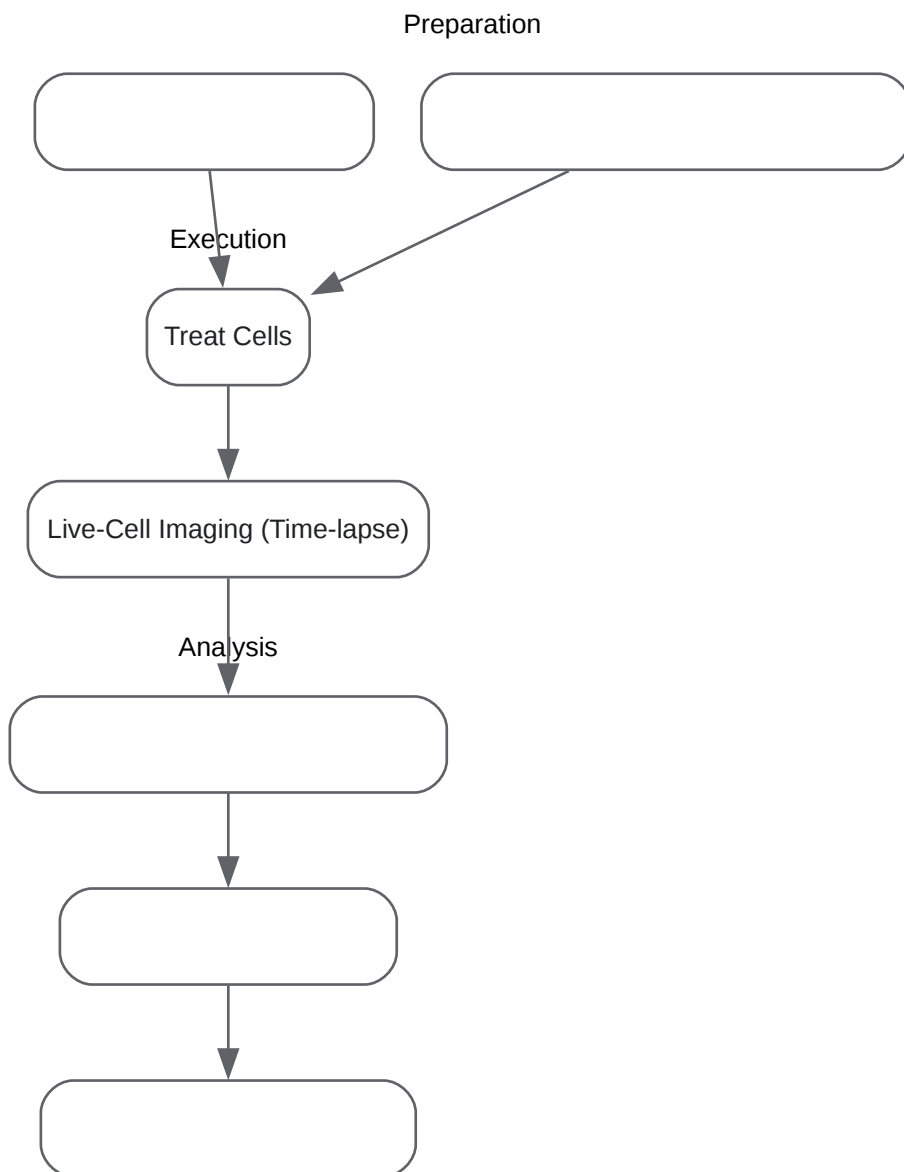 Preparation
Execution
Treat Cells
Live-Cell Imaging (Time-lapse)
Analysis